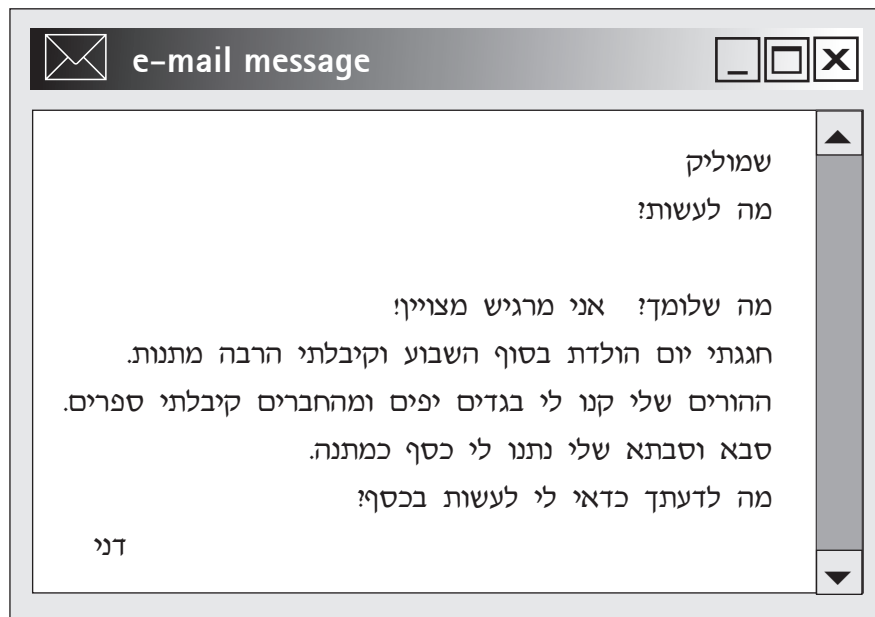 e-mail message
שמוליק
מה לעשות?
מה שלומך? אני מרגיש מצויין!
חגגתי יום הולדת בסוף השבוע וקיבלתי הרבה מתנות.
ההורים שלי קנו לי בגדים יפים ומהחברים קיבלתי ספרים.
סבא וסבתא שלי נתנו לי כסף כמתנה.
מה לדעתך כדאי לי לעשות בכסף?
דני